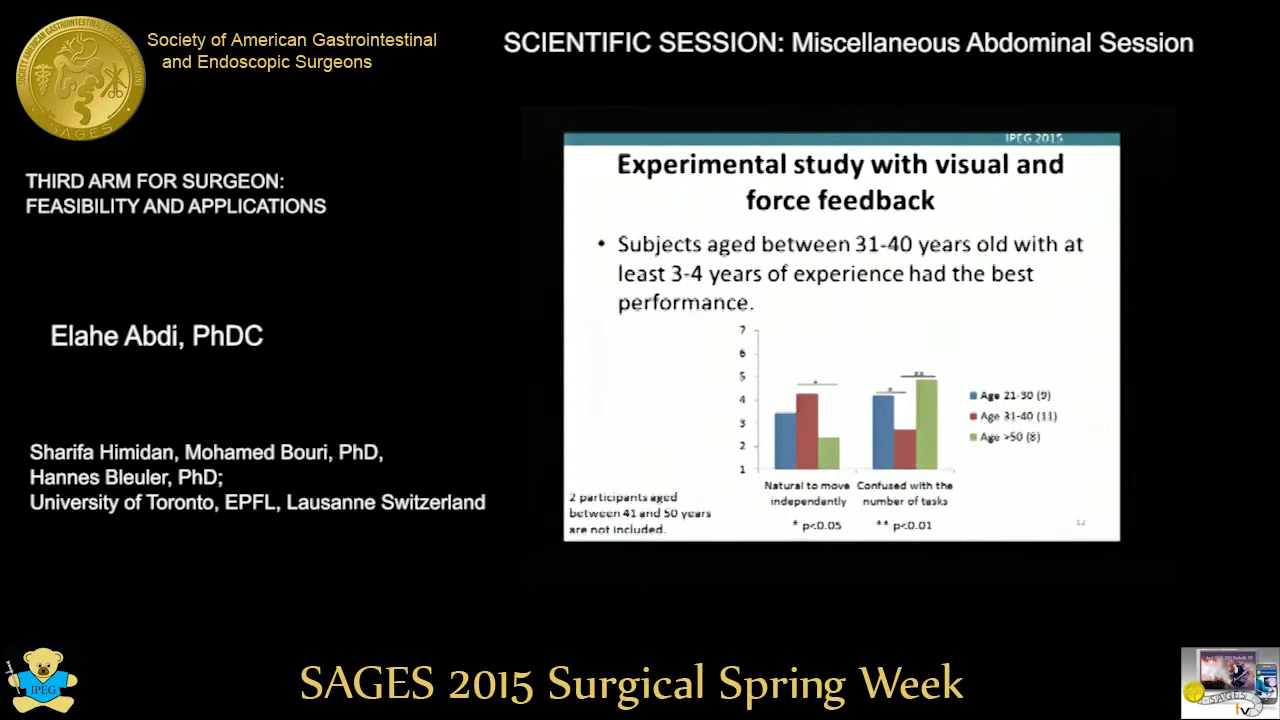 Society of American Gastrointestinal
and Endoscopic Surgeons
SAGES
SCIENTIFIC SESSION: Miscellaneous Abdominal Session
THIRD ARM FOR SURGEON:
FEASIBILITY AND APPLICATIONS
Elahe Abdi, PhDC
Sharifa Himidan, Mohamed Bouri, PhD,
Hannes Bleuler, PhD;
University of Toronto, EPFL, Lausanne Switzerland
IPEG 2015
Experimental study with visual and
force feedback
• Subjects aged between 31-40 years old with at
least 3-4 years of experience had the best
performance.
7
6
5
4
3
2
1
*
*
**
Natural to move
independently
Confused with the
number of tasks
Age 21-30 (9)
Age 31-40 (11)
Age >50 (8)
2 participants aged
between 41 and 50 years
are not included.
* p<0.05
** p<0.01
12
IPEG
SAGES 2015 Surgical Spring Week
SAGES
tv